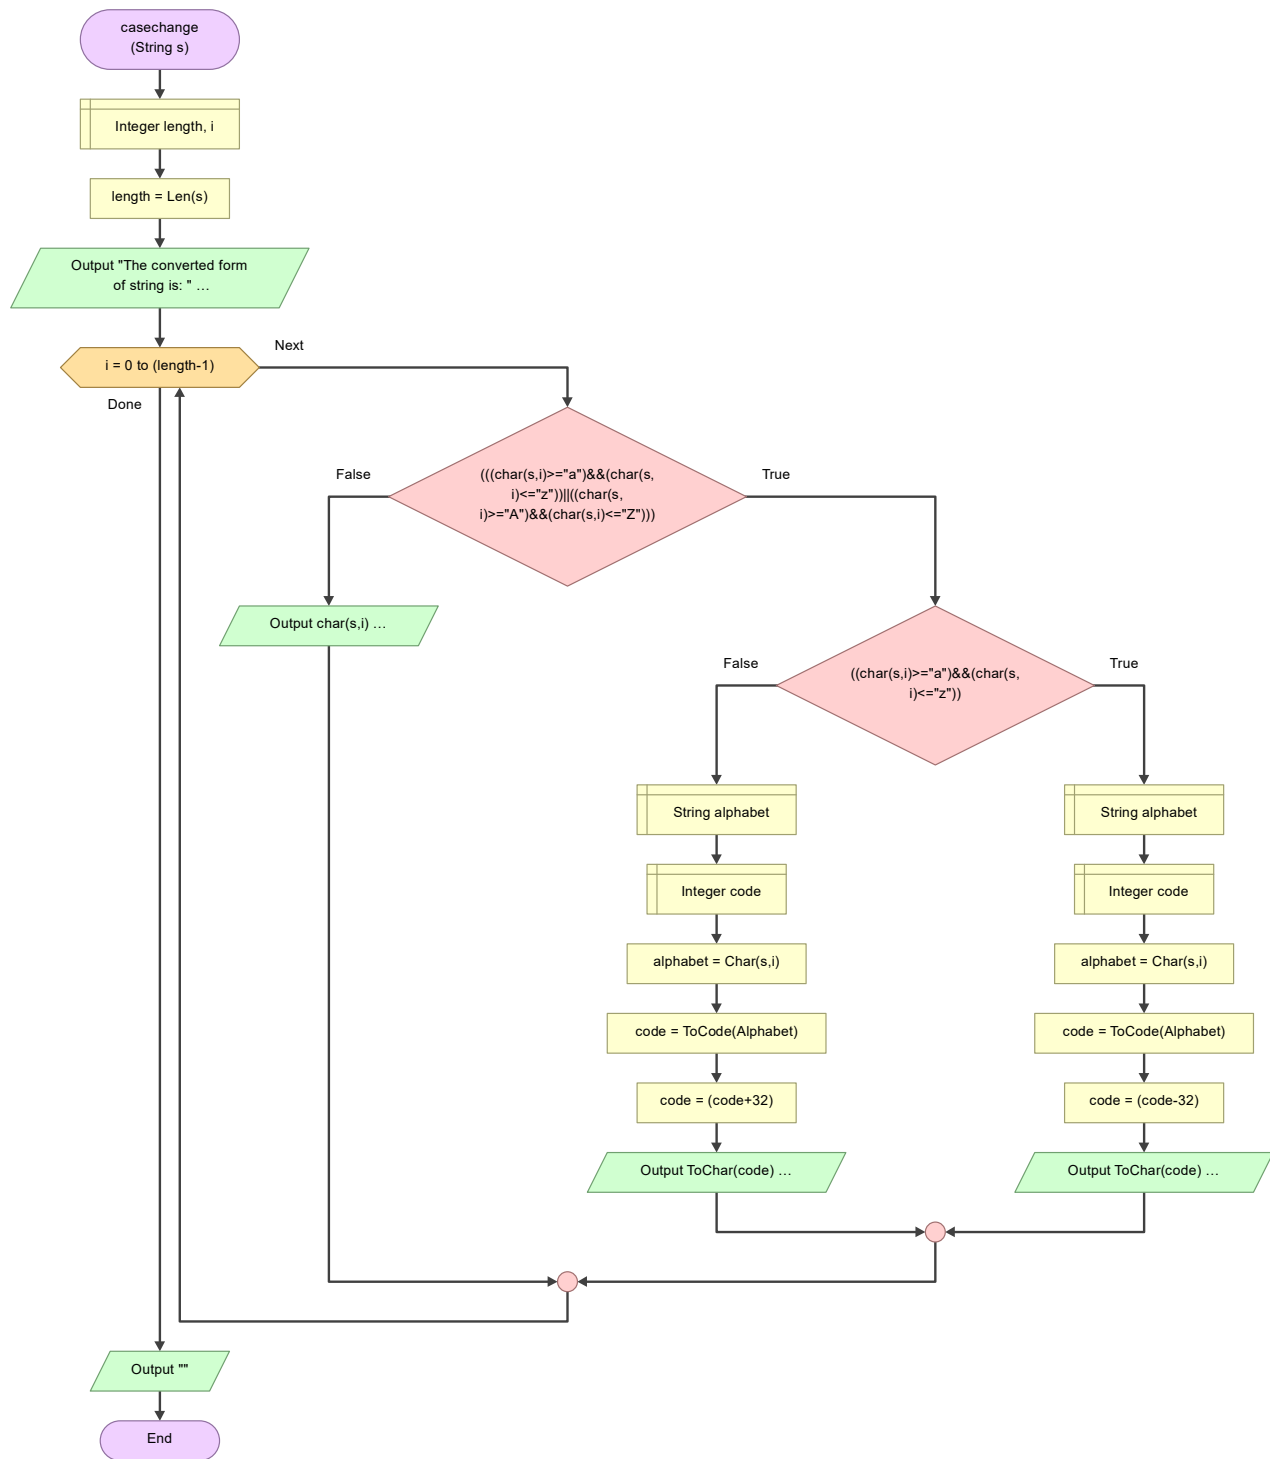 casechange
(String s)
Integer length, i
length = Len(s)
Output "The converted form
of string is: " …
i = 0 to (length-1)
Next
Done
(((char(s,i)>="a")&&(char(s,
i)<="z"))||((char(s,
i)>="A")&&(char(s,i)<="Z")))
False
True
Output char(s,i) …
((char(s,i)>="a")&&(char(s,
i)<="z"))
False
True
String alphabet
Integer code
alphabet = Char(s,i)
code = ToCode(Alphabet)
code = (code+32)
Output ToChar(code) …
String alphabet
Integer code
alphabet = Char(s,i)
code = ToCode(Alphabet)
code = (code-32)
Output ToChar(code) …
Output ""
End